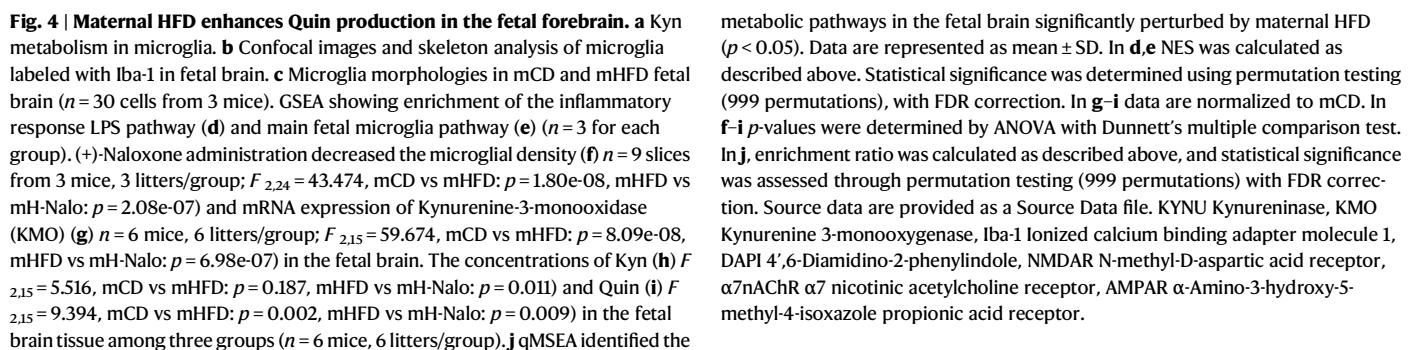 Fig. 4 | Maternal HFD enhances Quin production in the fetal forebrain. a Kyn
metabolism in microglia. b Confocal images and skeleton analysis of microglia
labeled with Iba-1 in fetal brain. c Microglia morphologies in mCD and mHFD fetal
brain (n = 30 cells from 3 mice). GSEA showing enrichment of the inflammatory
response LPS pathway (d) and main fetal microglia pathway (e) (n = 3 for each
group). (+)-Naloxone administration decreased the microglial density (f) n = 9 slices
from 3 mice, 3 litters/group; F 2,24 = 43.474, mCD vs mHFD: p = 1.80e-08, mHFD vs
mH-Nalo: p = 2.08e-07) and mRNA expression of Kynurenine-3-monooxidase
(KMO) (g) n = 6 mice, 6 litters/group; F 2,15 = 59.674, mCD vs mHFD: p = 8.09e-08,
mHFD vs mH-Nalo: p = 6.98e-07) in the fetal brain. The concentrations of Kyn (h) F
2,15 = 5.516, mCD vs mHFD: p = 0.187, mHFD vs mH-Nalo: p = 0.011) and Quin (i) F
2,15 = 9.394, mCD vs mHFD: p = 0.002, mHFD vs mH-Nalo: p = 0.009) in the fetal
brain tissue among three groups (n = 6 mice, 6 litters/group). j qMSEA identified the
metabolic pathways in the fetal brain significantly perturbed by maternal HFD
(p < 0.05). Data are represented as mean ± SD. In d,e NES was calculated as
described above. Statistical significance was determined using permutation testing
(999 permutations), with FDR correction. In g–i data are normalized to mCD. In
f–i p-values were determined by ANOVA with Dunnett's multiple comparison test.
In j, enrichment ratio was calculated as described above, and statistical significance
was assessed through permutation testing (999 permutations) with FDR correc-
tion. Source data are provided as a Source Data file. KYNU Kynureninase, KMO
Kynurenine 3-monooxygenase, Iba-1 Ionized calcium binding adapter molecule 1,
DAPI 4',6-Diamidino-2-phenylindole, NMDAR N-methyl-D-aspartic acid receptor,
α7nAChR α7 nicotinic acetylcholine receptor, AMPAR α-Amino-3-hydroxy-5-
methyl-4-isoxazole propionic acid receptor.